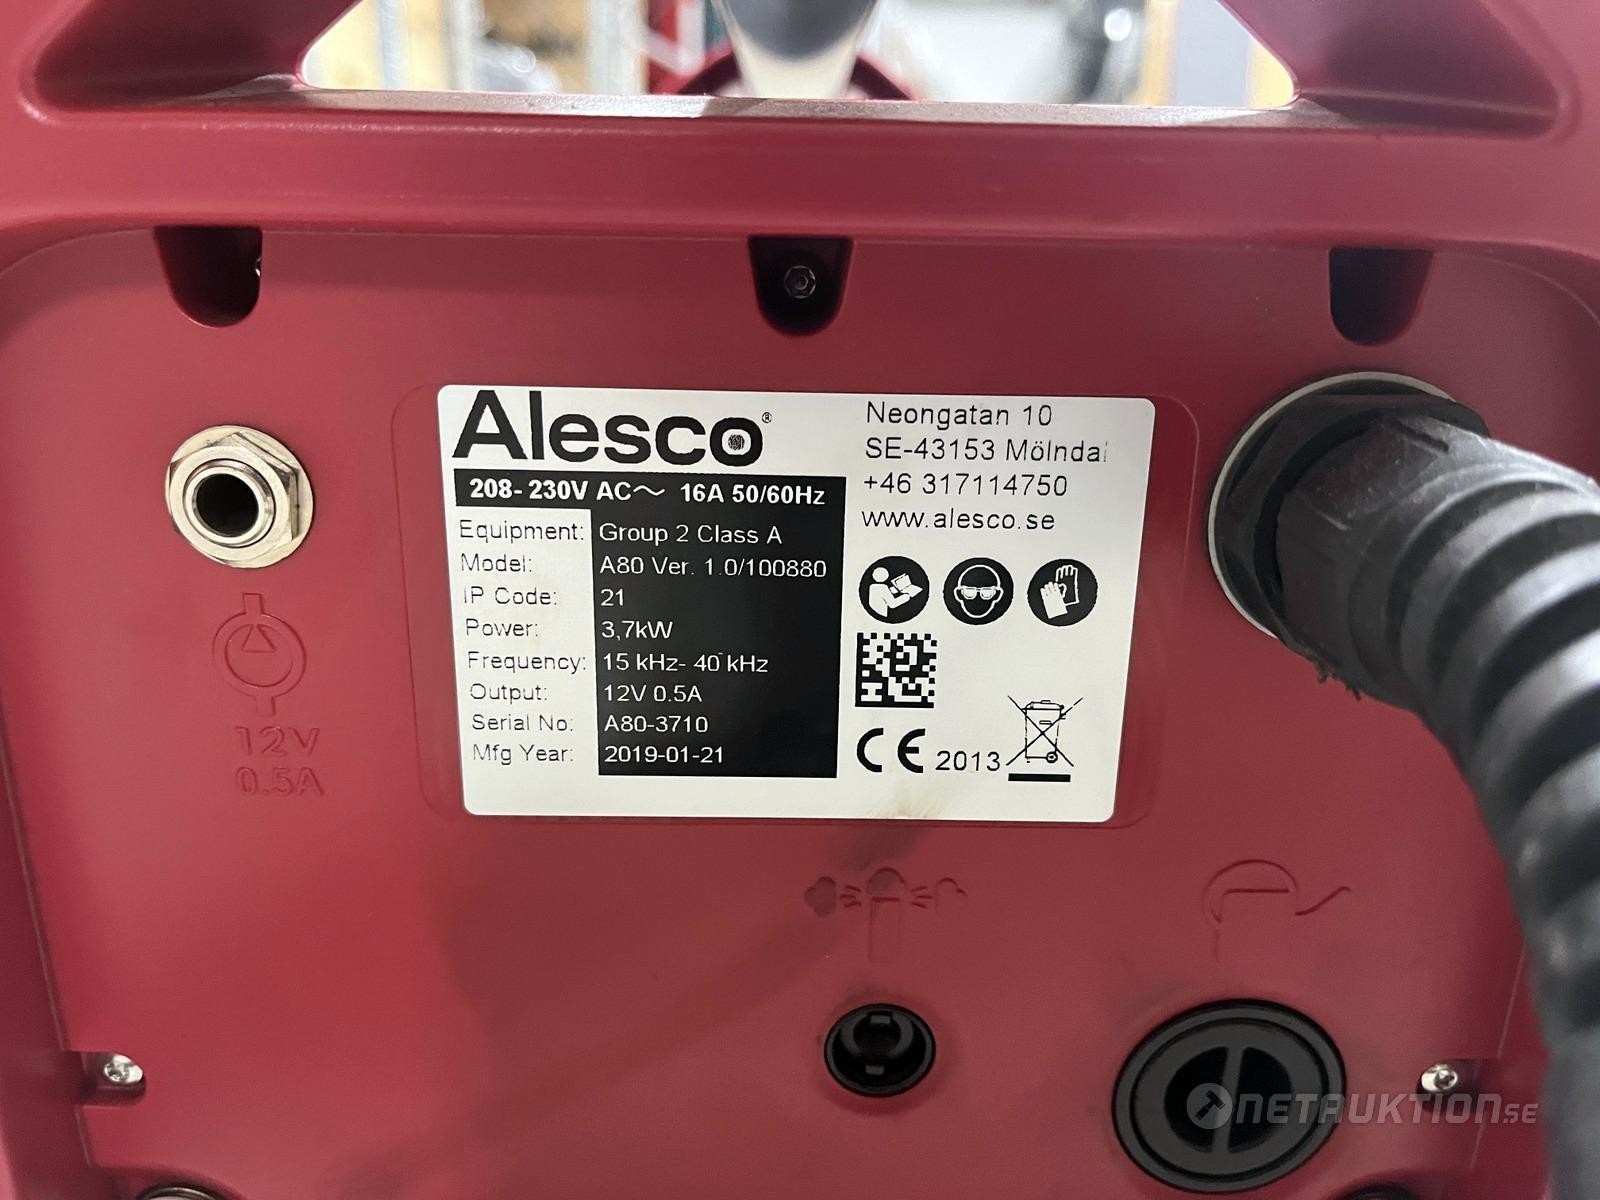 Alesco®
208-230V AC～ 16A 50/60Hz
Equipment: Group 2 Class A
Model: A80 Ver. 1.0/100880
IP Code: 21
Power: 3,7kW
Frequency: 15 kHz- 40 kHz
Output: 12V 0.5A
Serial No: A80-3710
Mfg Year: 2019-01-21
Neongatan 10
SE-43153 Mölndal
+46 317114750
www.alesco.se
CE 2013
12V
0.5A
NETAUKTION.SE